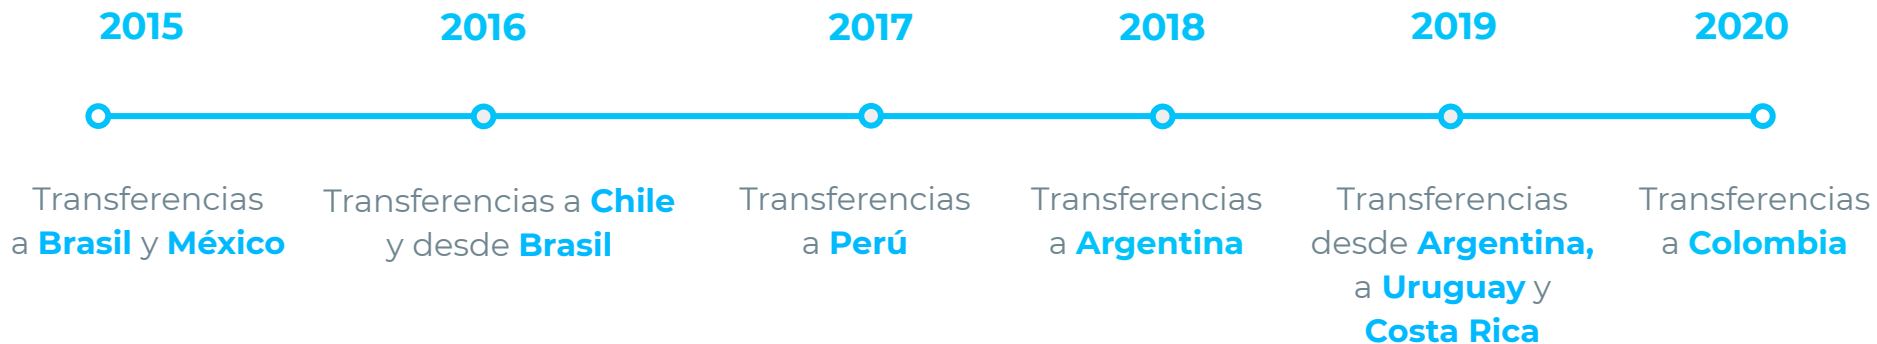 2015
Transferencias
a Brasil y México
2016
Transferencias a Chile
y desde Brasil
2017
Transferencias
a Perú
2018
Transferencias
a Argentina
2019
Transferencias
desde Argentina,
a Uruguay y
Costa Rica
2020
Transferencias
a Colombia